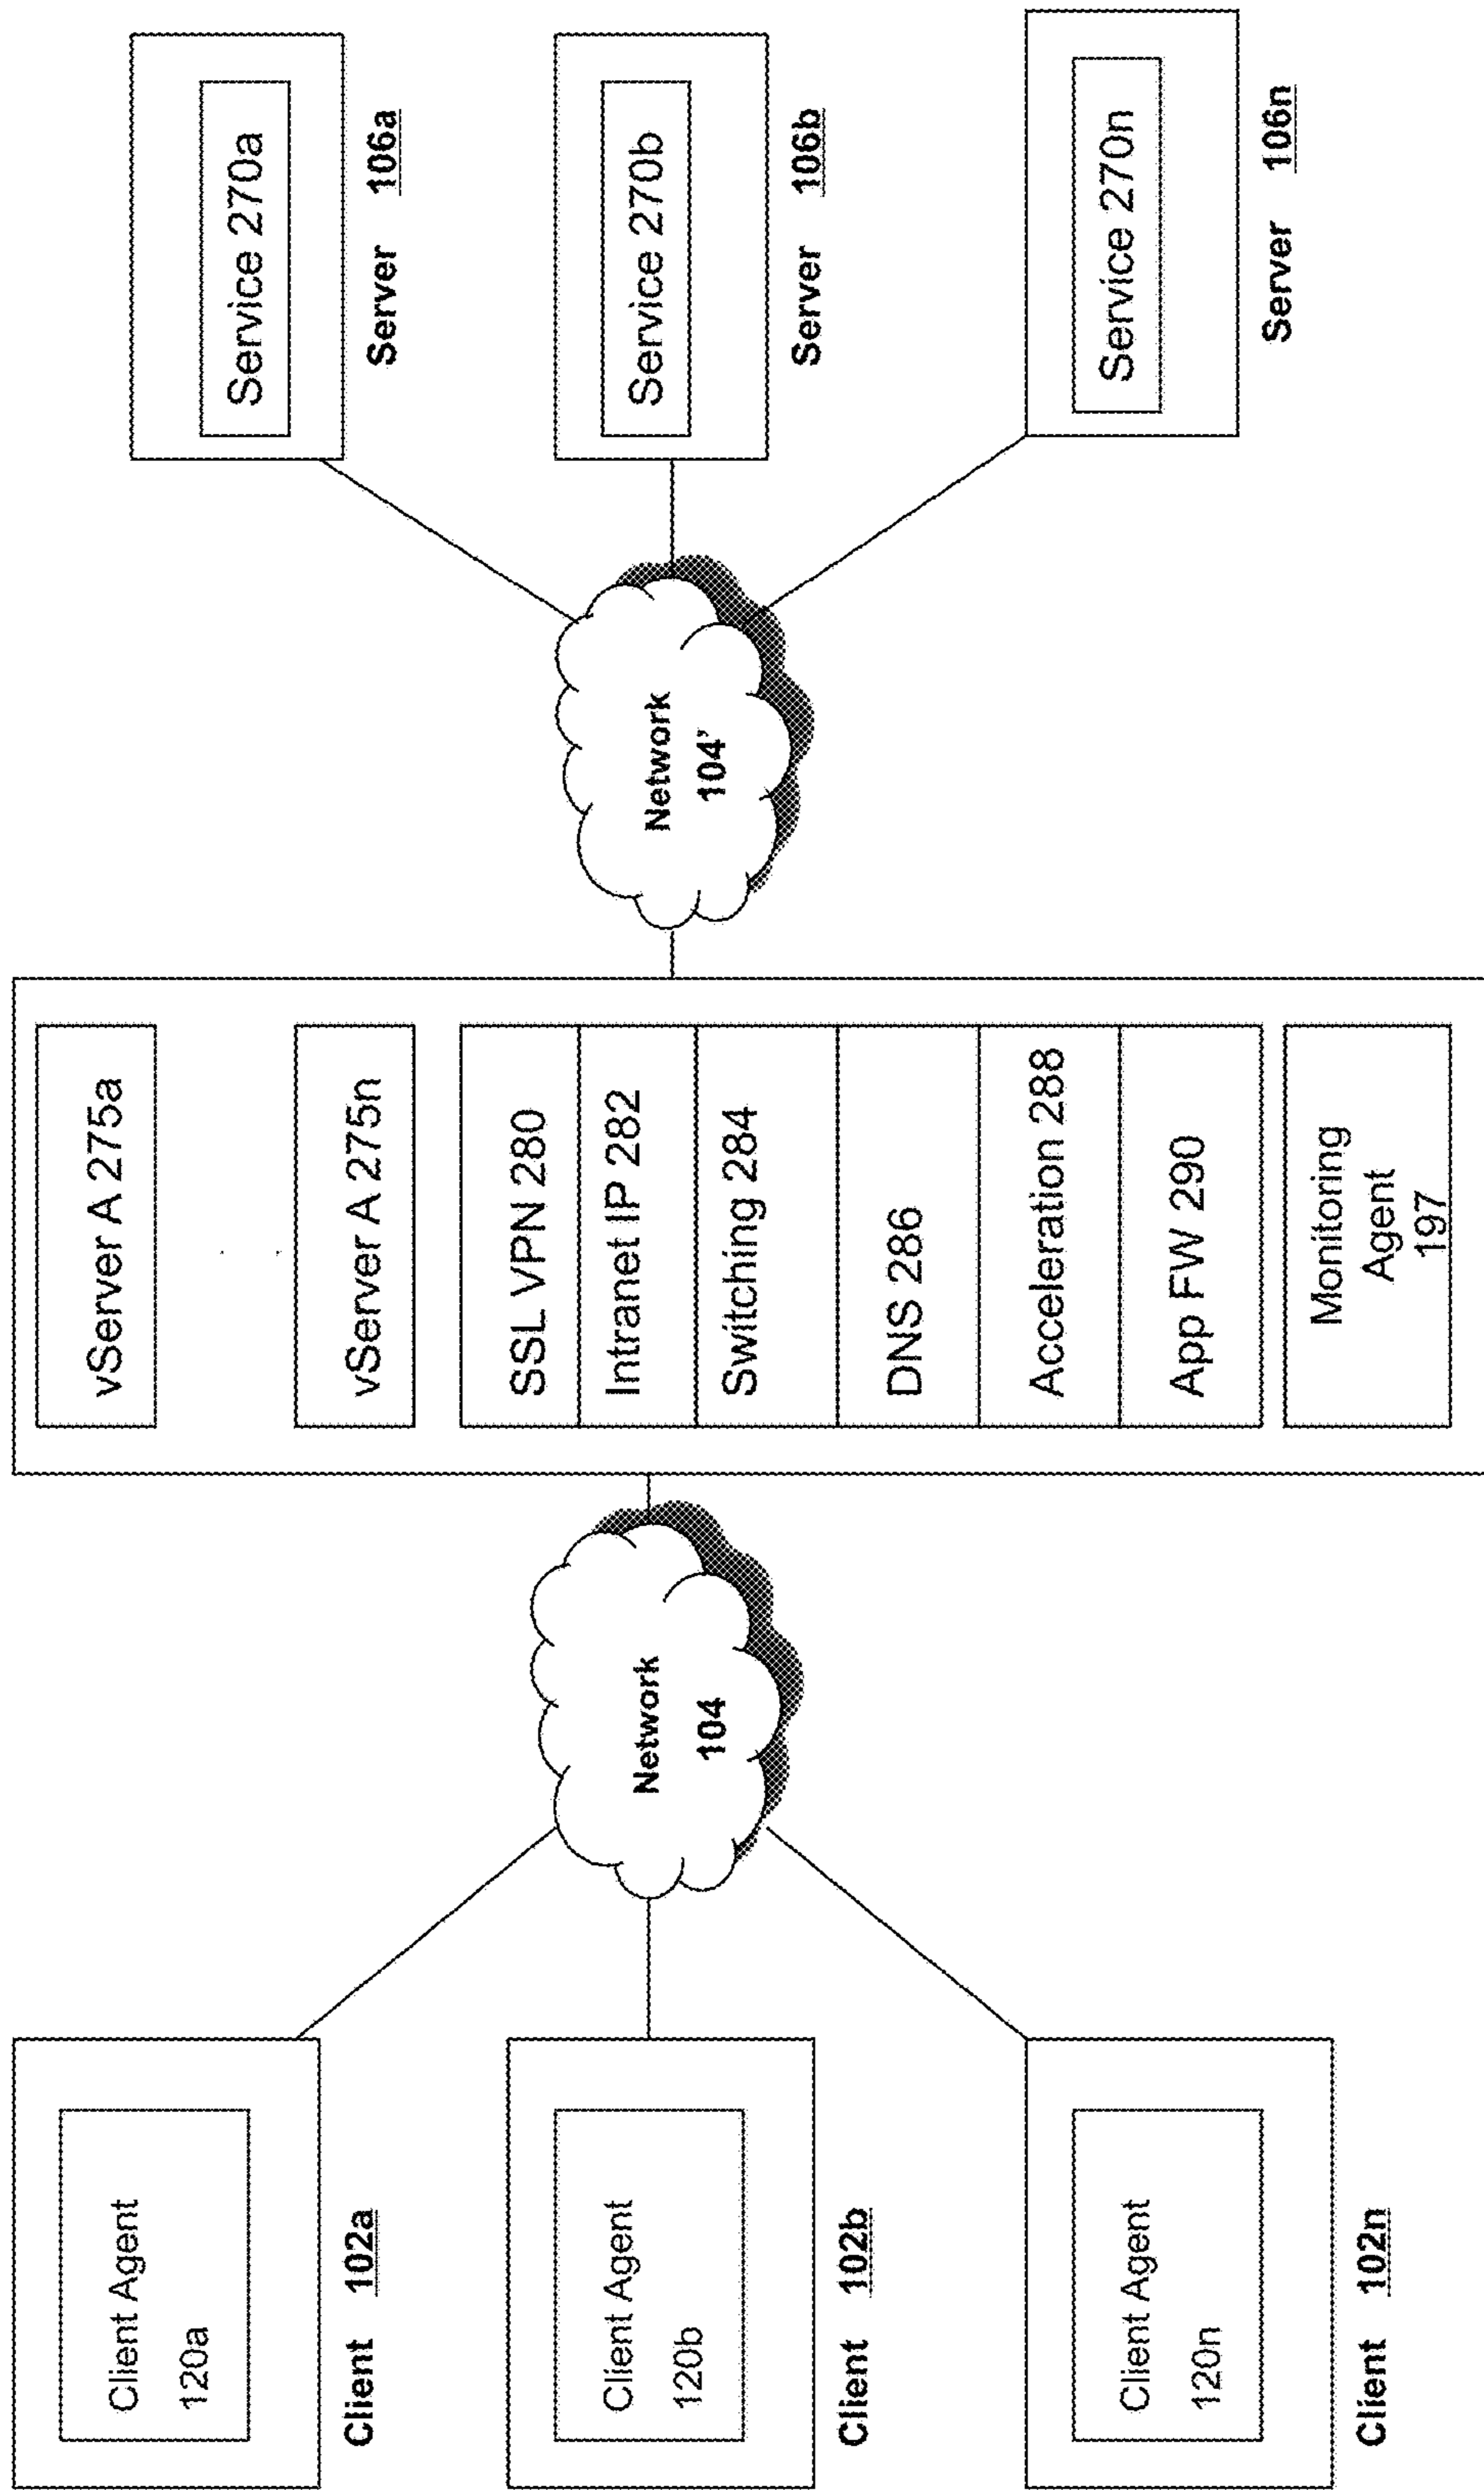 Client Agent
120a
Client 102a
Client Agent
120b
Client 102b
Client Agent
120n
Client 102n
Network
104
vServer A 275a
vServer A 275n
SSL VPN 280
Intranet IP 282
Switching 284
DNS 286
Acceleration 288
App FW 290
Monitoring
Agent
197
Network
104'
Service 270a
Server 106a
Service 270b
Server 106b
Service 270n
Server 106n